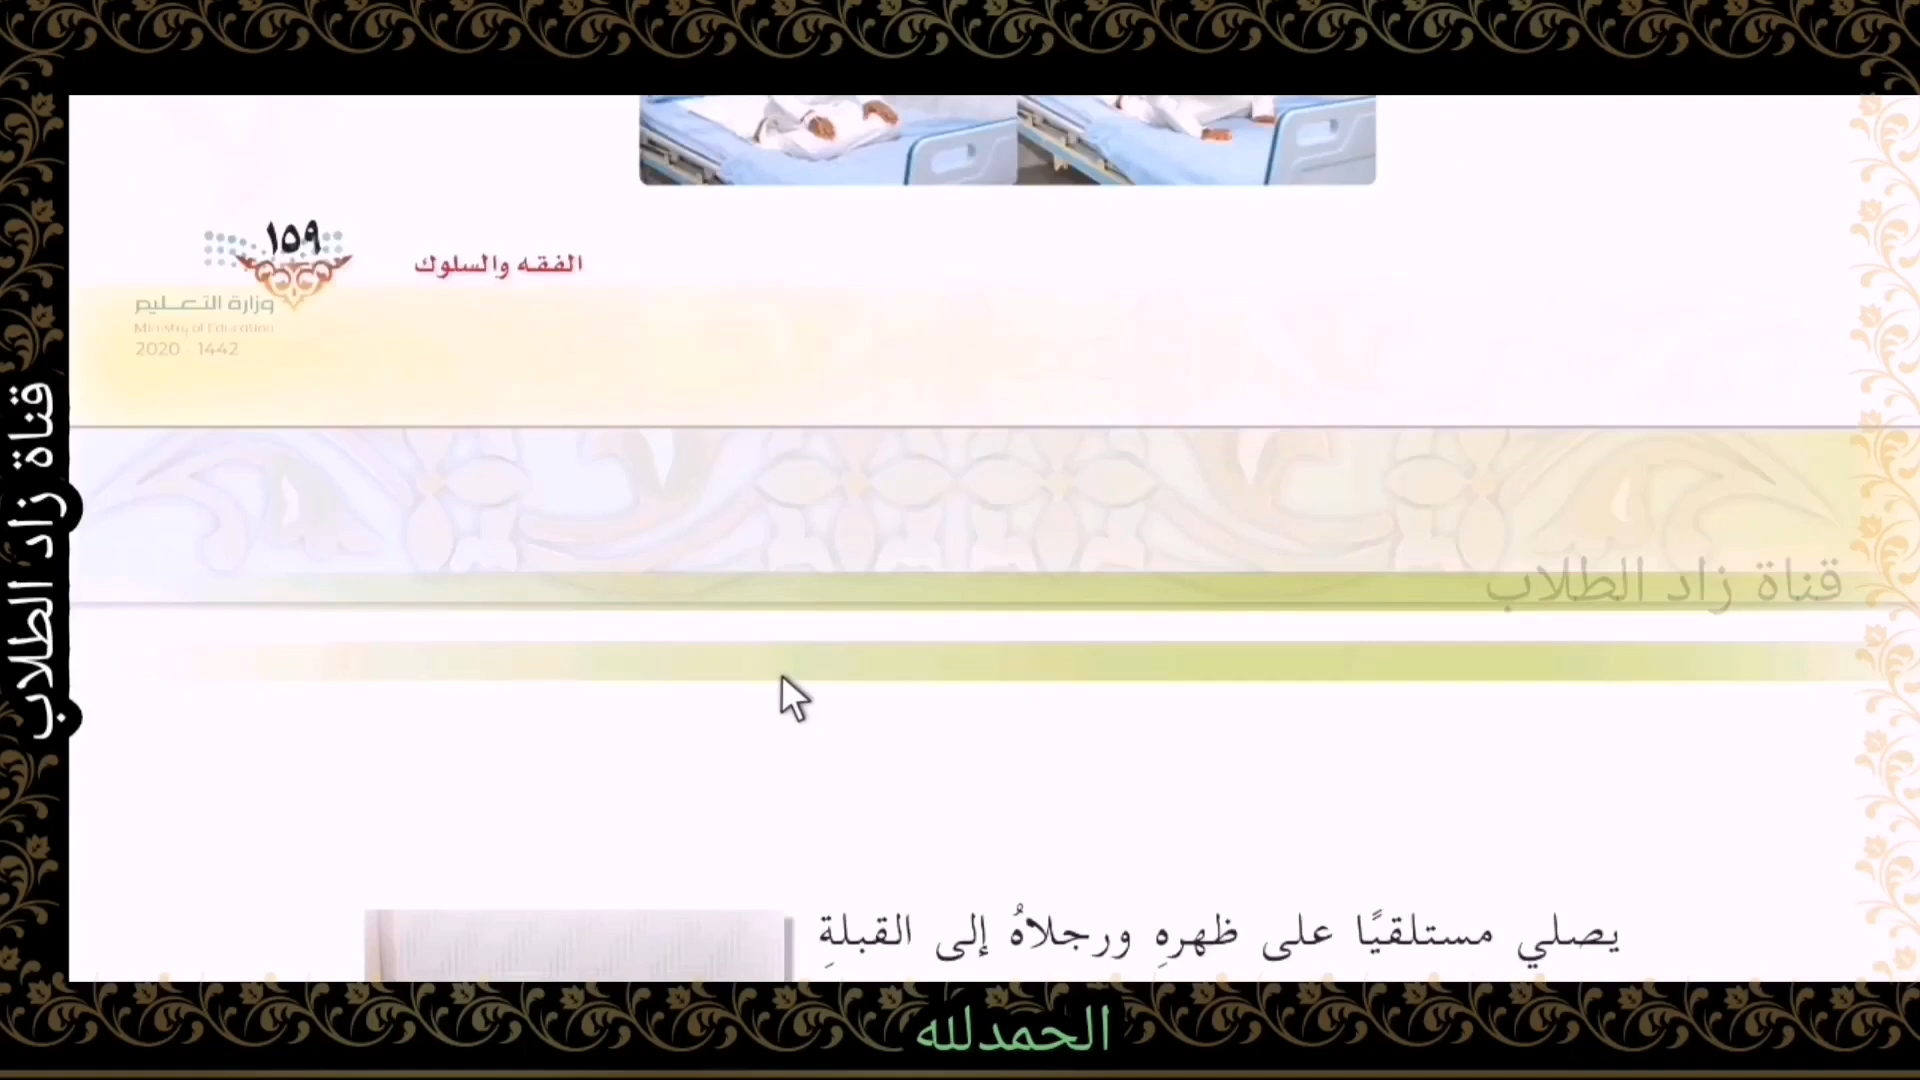 ١٥٩
الفقه والسلوك
وزارة التعليم
Ministry of Education
2020 - 1442
قناة زاد الطلاب
قناة زاد الطلاب
يصلي مستلقيًا على ظهرهِ ورجلاهُ إلى القبلةِ
الحمدلله